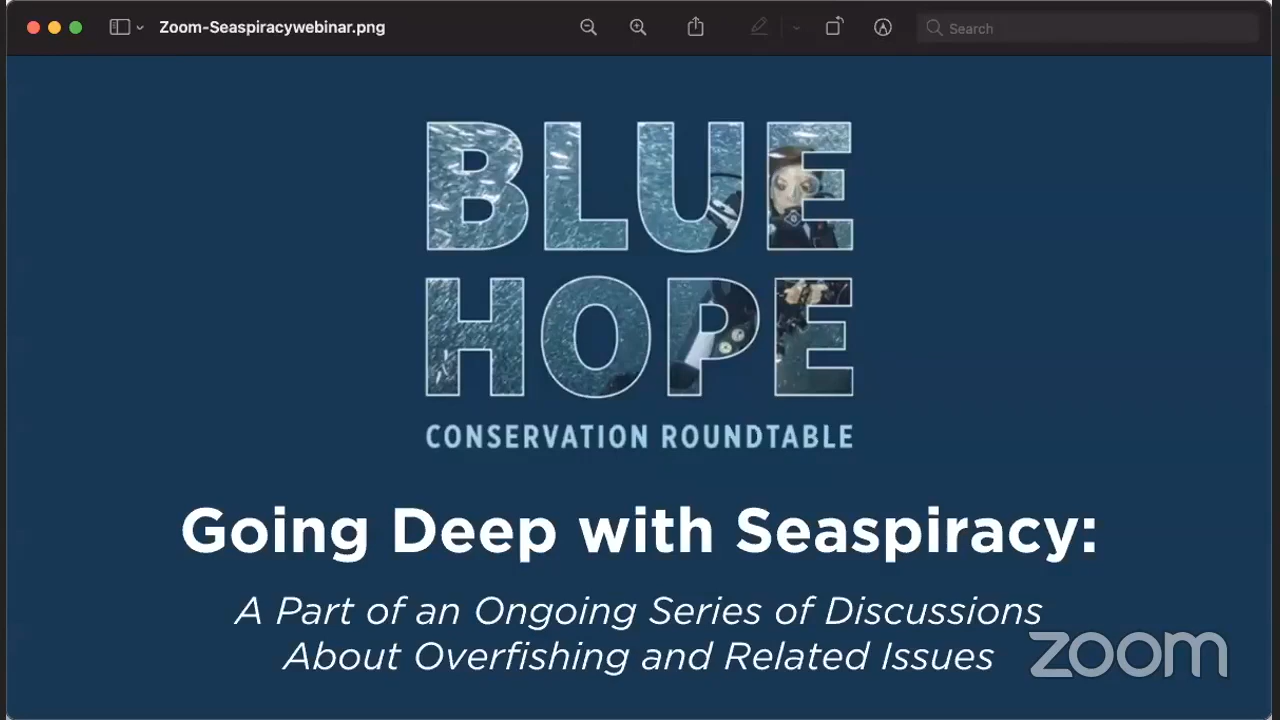 Zoom-Seaspiracywebinar.png
Search
BLUE
HOPE
CONSERVATION ROUNDTABLE
Going Deep with Seaspiracy:
A Part of an Ongoing Series of Discussions
About Overfishing and Related Issues
zoom